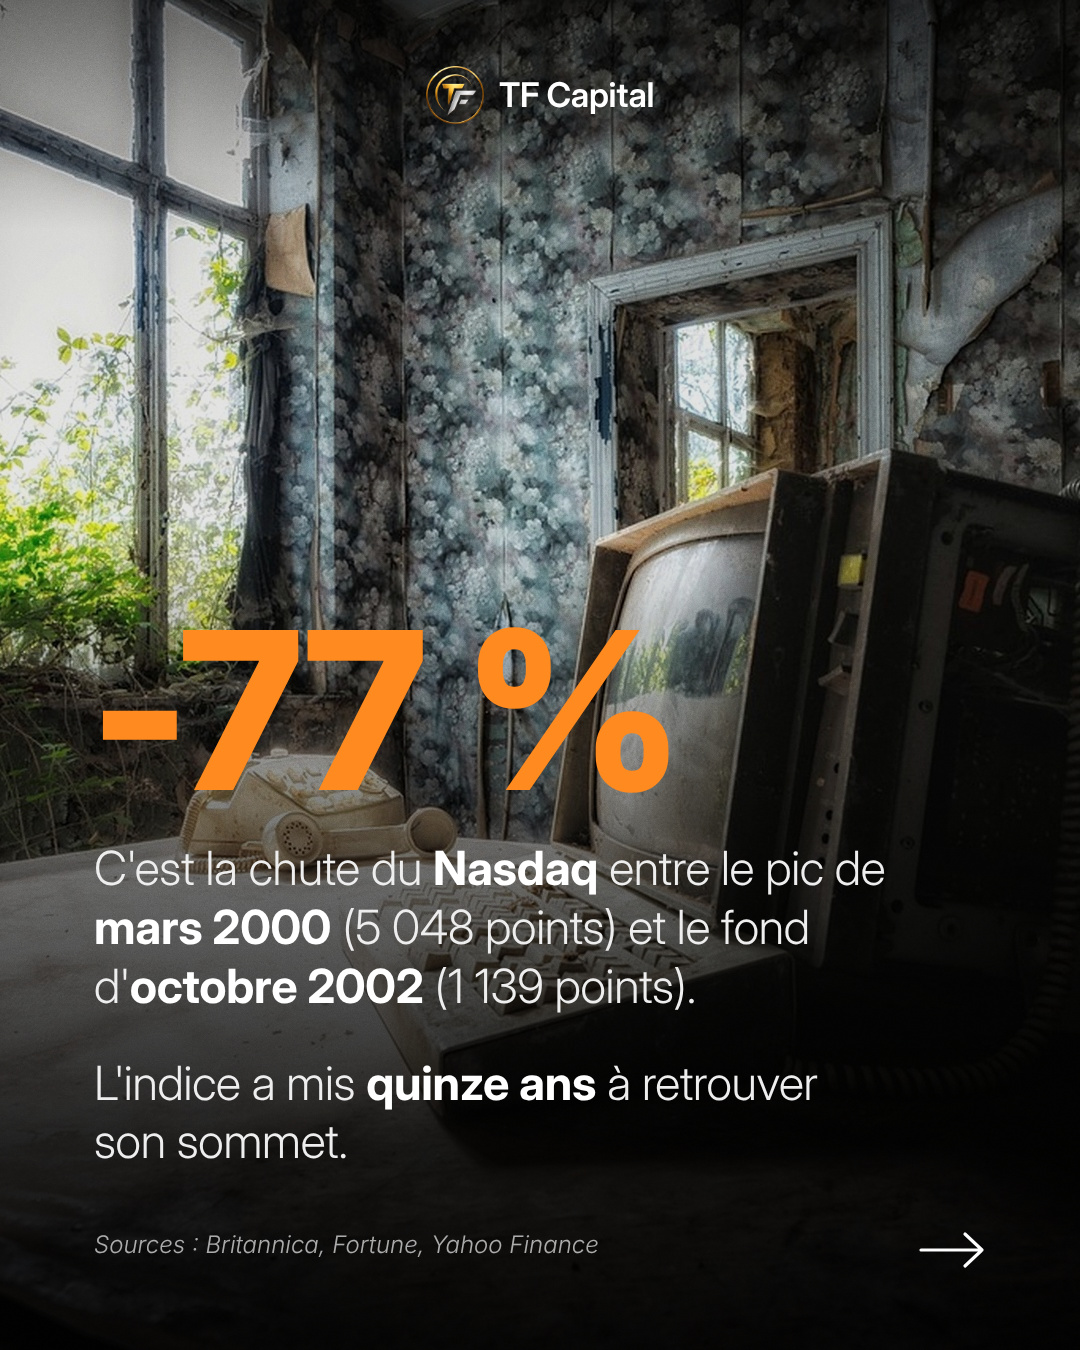 TF Capital
-77 %
C'est la chute du Nasdaq entre le pic de
mars 2000 (5 048 points) et le fond
d'octobre 2002 (1 139 points).
L'indice a mis quinze ans à retrouver
son sommet.
Sources : Britannica, Fortune, Yahoo Finance